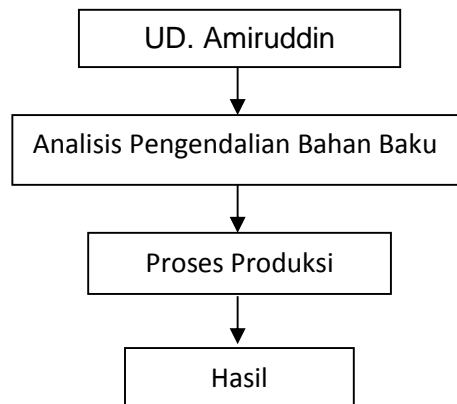 UD. Amiruddin
Analisis Pengendalian Bahan Baku
Proses Produksi
Hasil